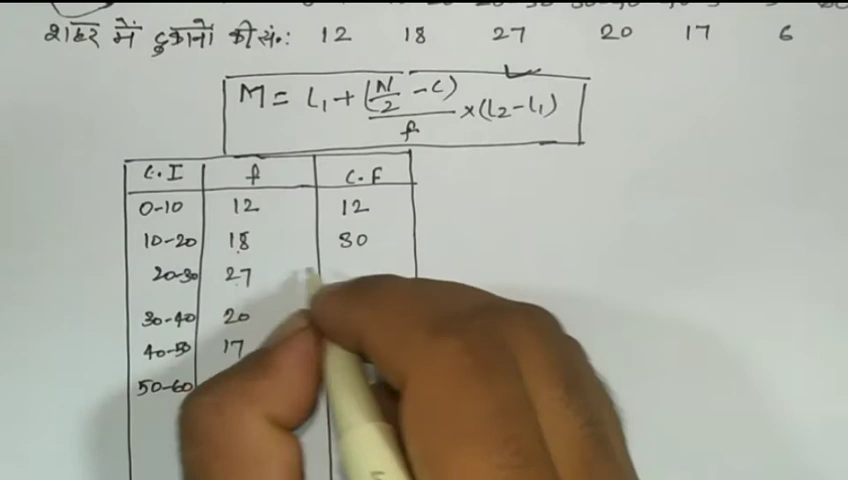 शहर में दुकानों की सं.: 12 18 27 20 17 6
M = l₁ + (N/2 - c)/f × (l₂ - l₁)
C.I f C.F
0-10 12 12
10-20 18 30
20-30 27
30-40 20
40-50 17
50-60